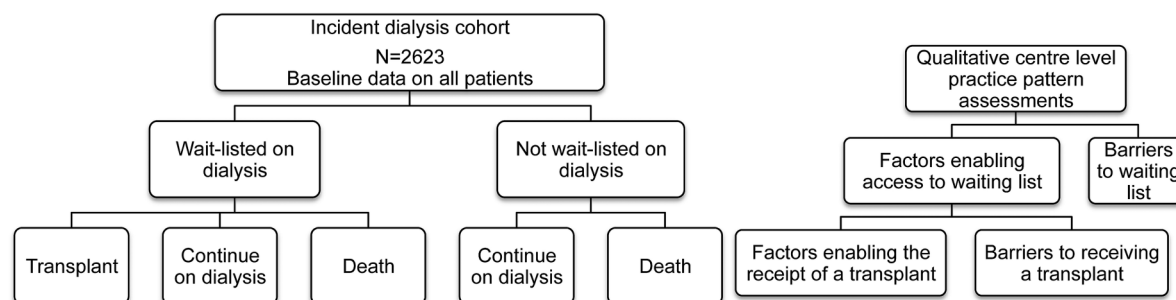 Incident dialysis cohort
N=2623
Baseline data on all patients
Wait-listed on
dialysis
Not wait-listed on
dialysis
Transplant
Continue
on dialysis
Death
Continue
on dialysis
Death
Qualitative centre level
practice pattern
assessments
Factors enabling
access to waiting list
Barriers
to waiting
list
Factors enabling the
receipt of a transplant
Barriers to receiving
a transplant